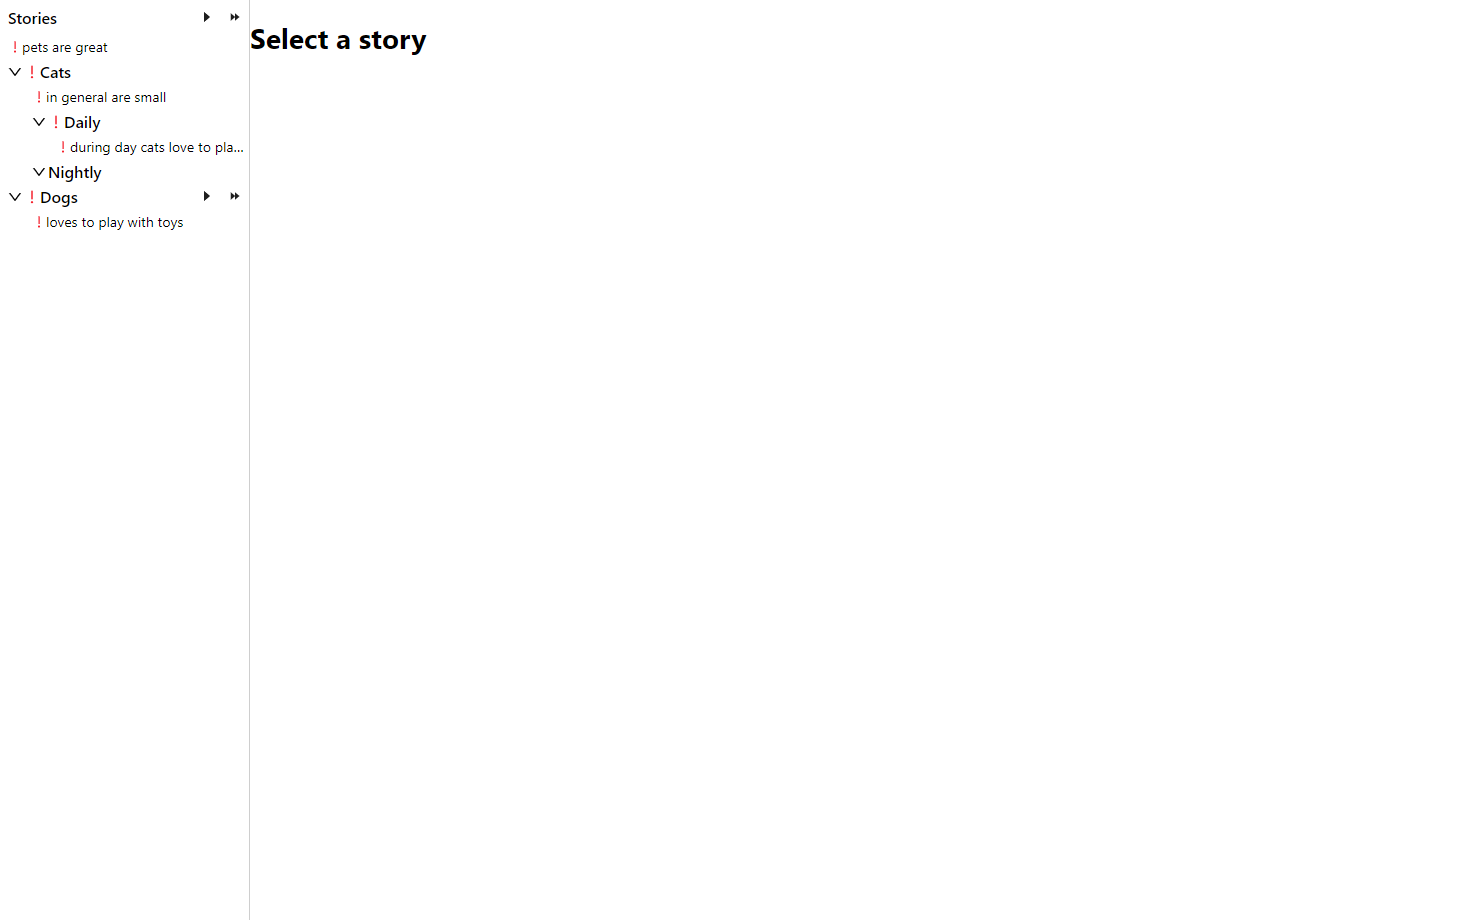 Stories
! pets are great
! Cats
! in general are small
! Daily
! during day cats love to pla...
Nightly
! Dogs
! loves to play with toys
Select a story